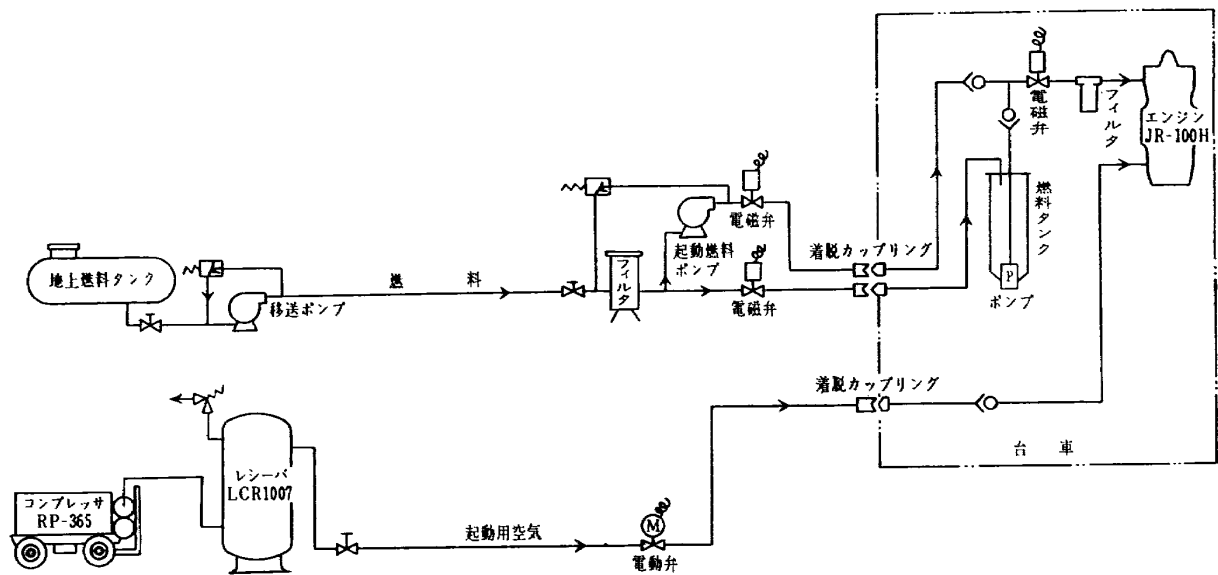 電磁弁
フィルタ
エンジン
JR-100H
燃料タンク
P
ポンプ
電磁弁
着脱カップリング
起動燃料
ポンプ
フィルタ
電磁弁
地上燃料タンク
移送ポンプ
燃料
着脱カップリング
台車
レシーバ
LCR1007
コンプレッサ
RP-365
起動用空気
M
電動弁